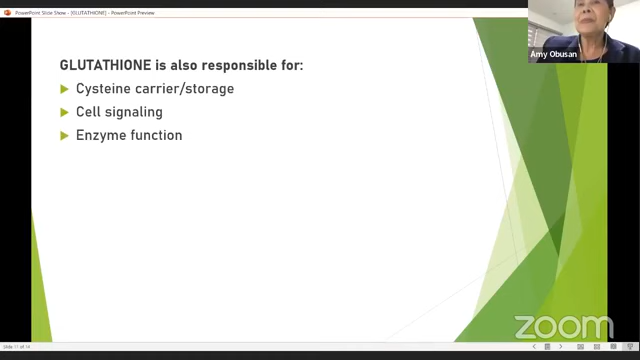 PowerPoint Slide Show - [GLUTATHIONE] - PowerPoint Preview
Amy Obusan
GLUTATHIONE is also responsible for:
Cysteine carrier/storage
Cell signaling
Enzyme function
zoom
Slide 11 of 14